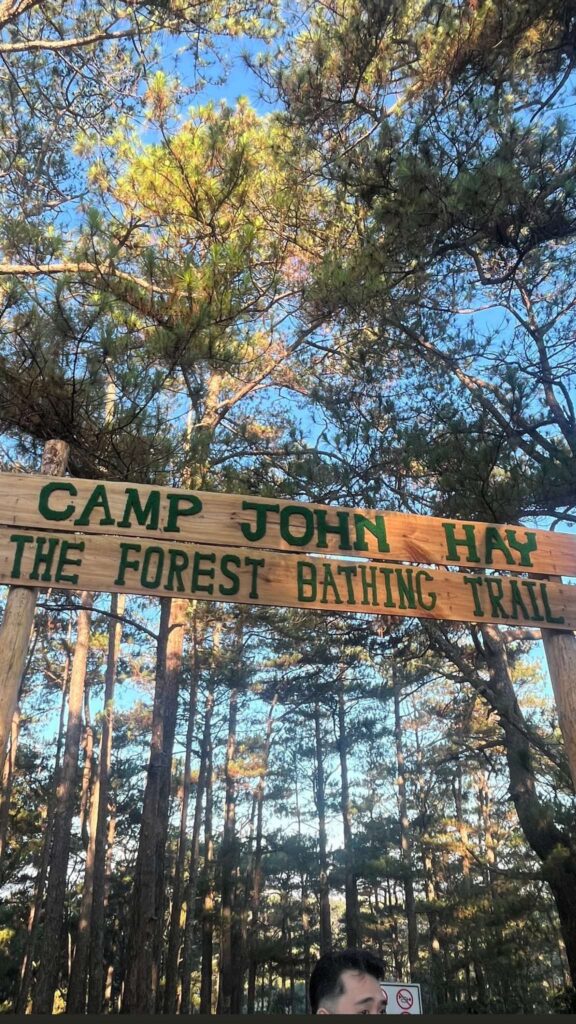 CAMP JOHN HAY
THE FOREST BATHING TRAIL